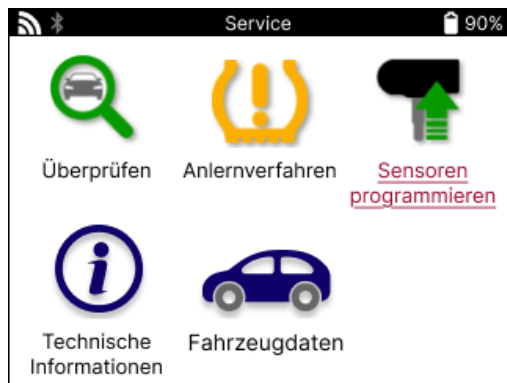 Service
90%
Überprüfen
Anlernverfahren
Sensoren
programmieren
Technische
Informationen
Fahrzeugdaten